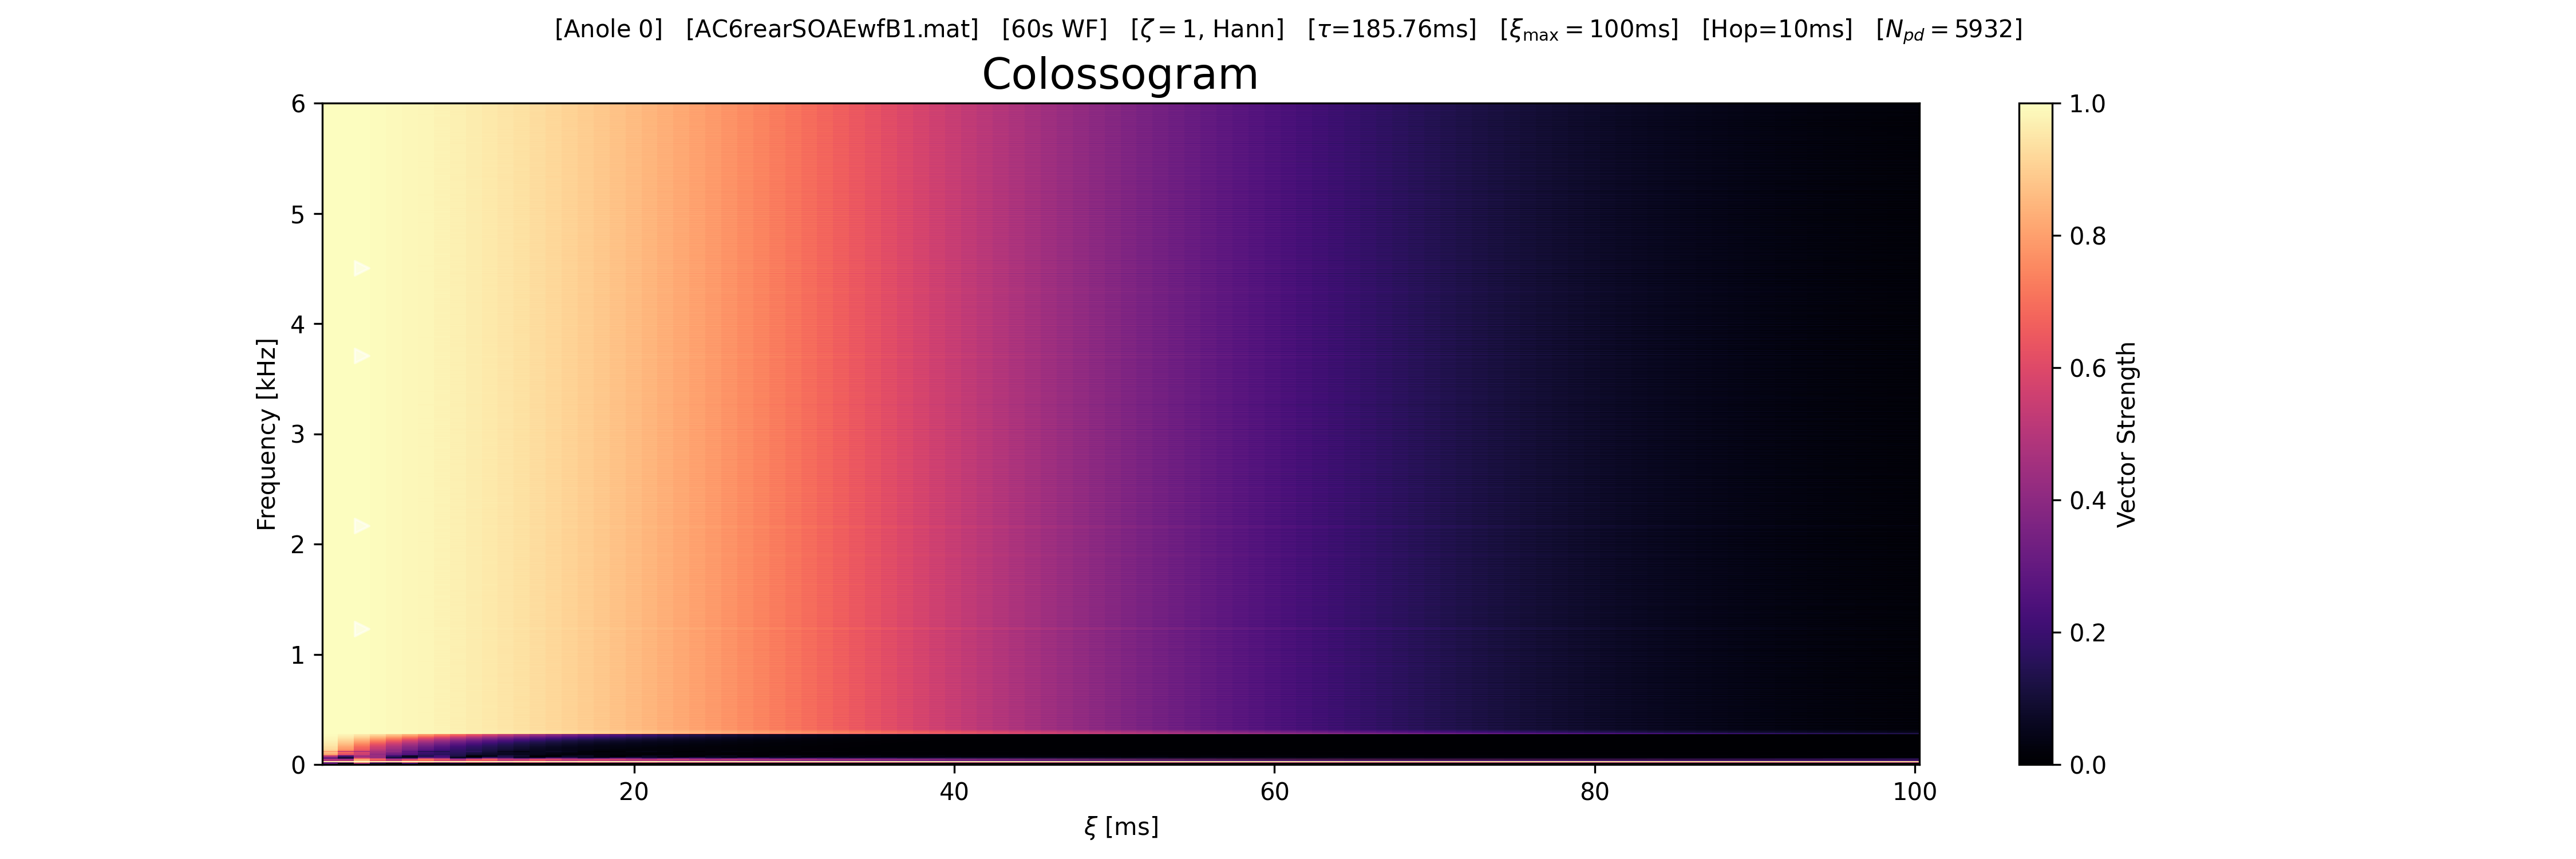 [Anole 0] [AC6rearSOAEwfB1.mat] [60s WF] [ζ = 1, Hann] [τ=185.76ms] [ξmax = 100ms] [Hop=10ms] [Npd = 5932]
Colossogram
6
5
4
3
2
1
0
Frequency [kHz]
20 40 60 80 100
ξ [ms]
1.0
0.8
0.6
0.4
0.2
0.0
Vector Strength